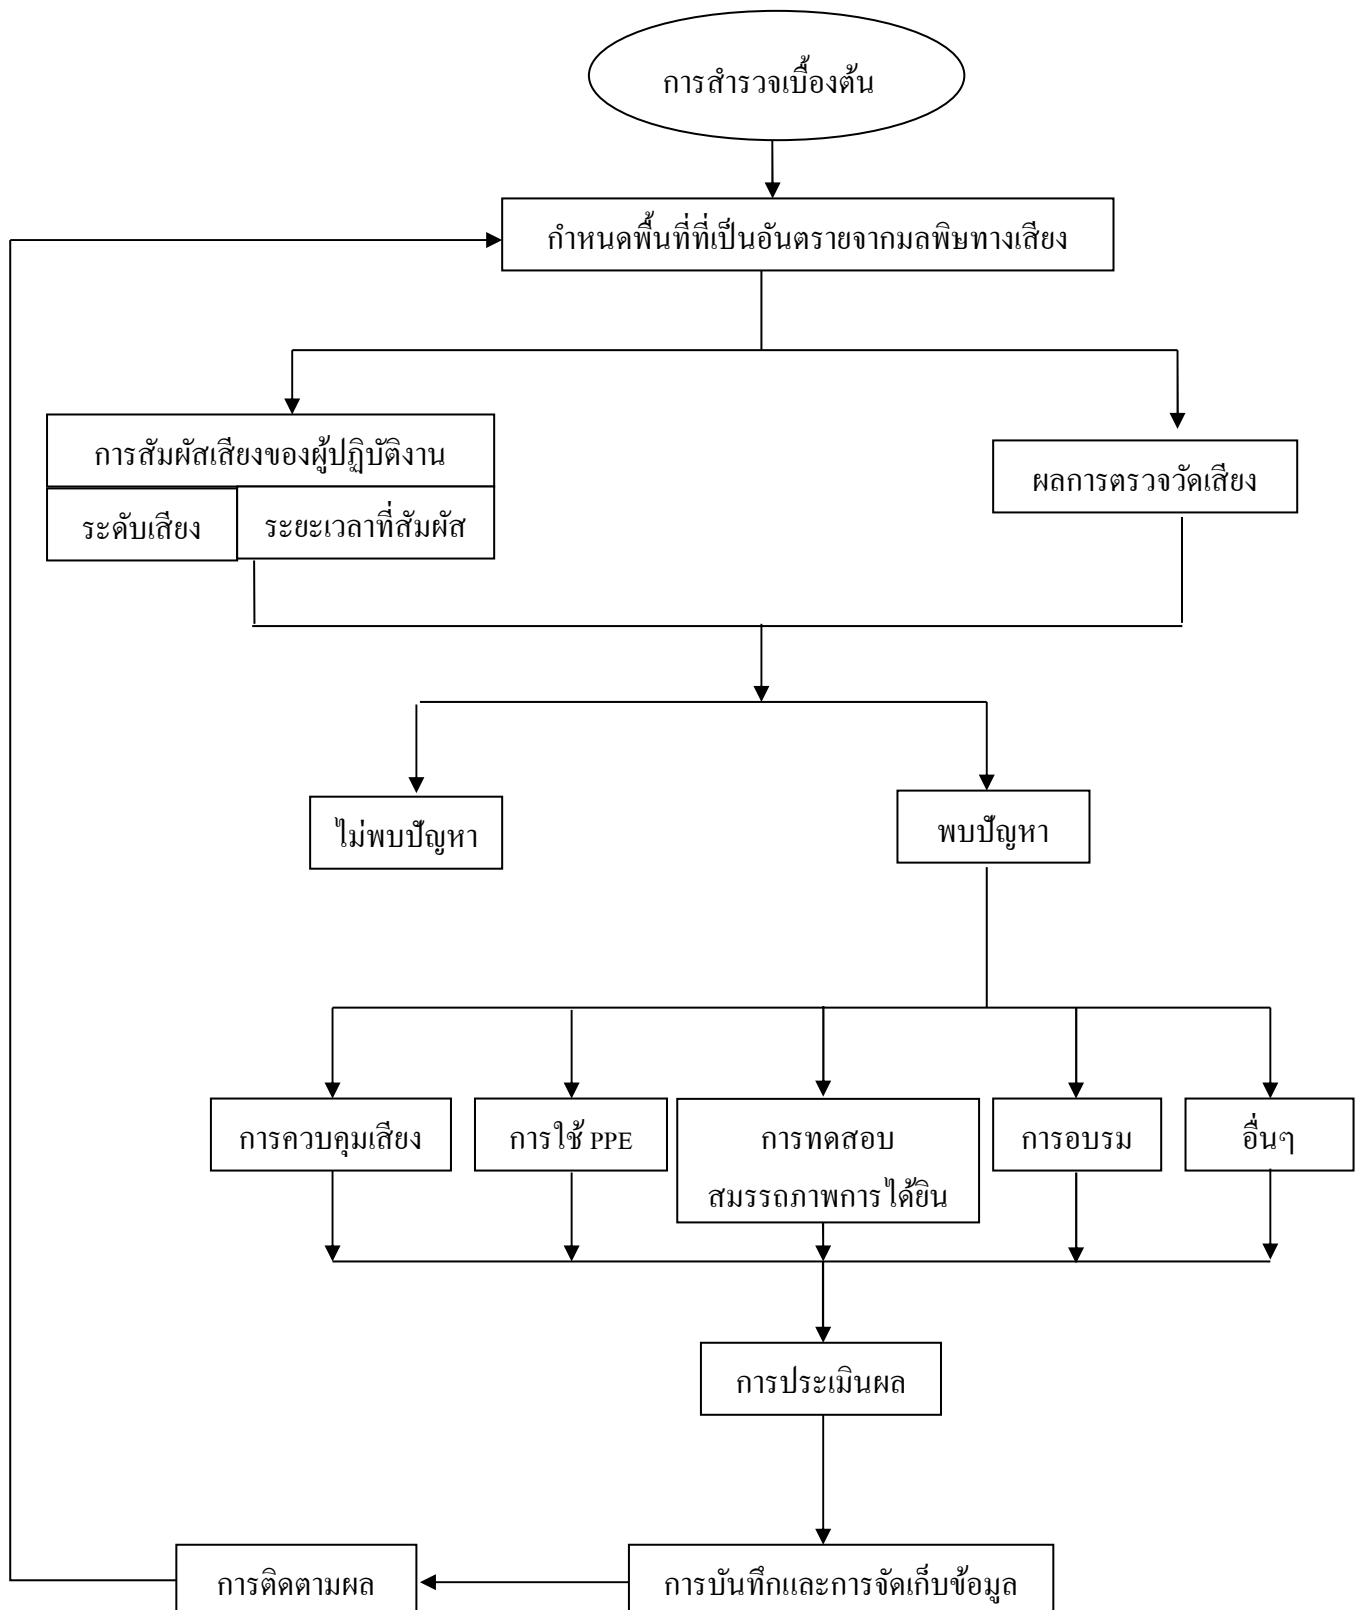 การสำรวจเบื้องต้น
กำหนดพื้นที่ที่เป็นอันตรายจากมลพิษทางเสียง
การสัมผัสเสียงของผู้ปฏิบัติงาน
ระดับเสียง
ระยะเวลาที่สัมผัส
ผลการตรวจวัดเสียง
ไม่พบปัญหา
พบปัญหา
การควบคุมเสียง
การใช้ PPE
การทดสอบ
สมรรถภาพการได้ยิน
การอบรม
อื่นๆ
การประเมินผล
การติดตามผล
การบันทึกและการจัดเก็บข้อมูล